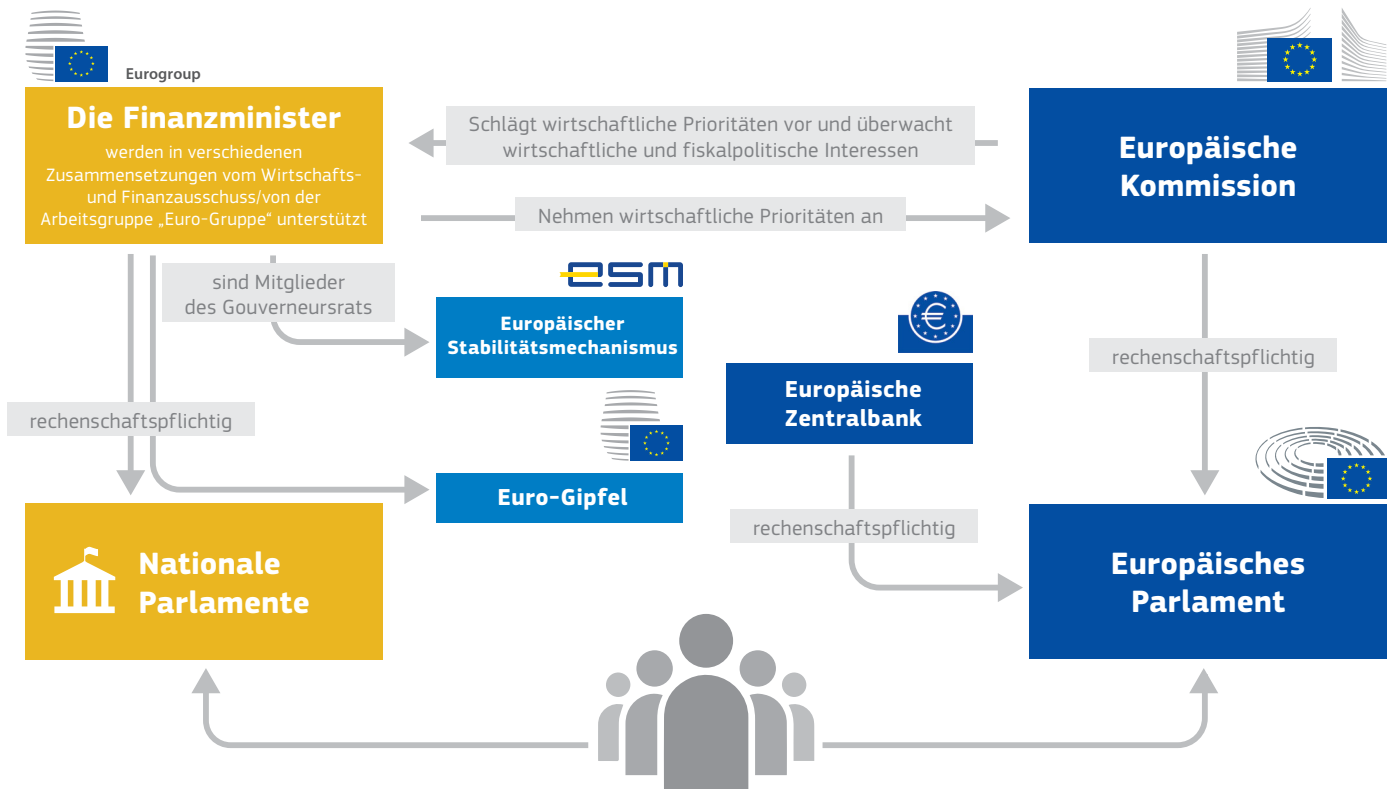 Eurogroup
Die Finanzminister
werden in verschiedenen
Zusammensetzungen vom Wirtschafts-
und Finanzausschuss/von der
Arbeitsgruppe „Euro-Gruppe“ unterstützt
Schlägt wirtschaftliche Prioritäten vor und überwacht
wirtschaftliche und fiskalpolitische Interessen
Europäische
Kommission
Nehmen wirtschaftliche Prioritäten an
sind Mitglieder
des Gouverneursrats
esm
Europäischer
Stabilitätsmechanismus
€
Europäische
Zentralbank
rechenschaftspflichtig
rechenschaftspflichtig
Euro-Gipfel
rechenschaftspflichtig
Nationale
Parlamente
Europäisches
Parlament